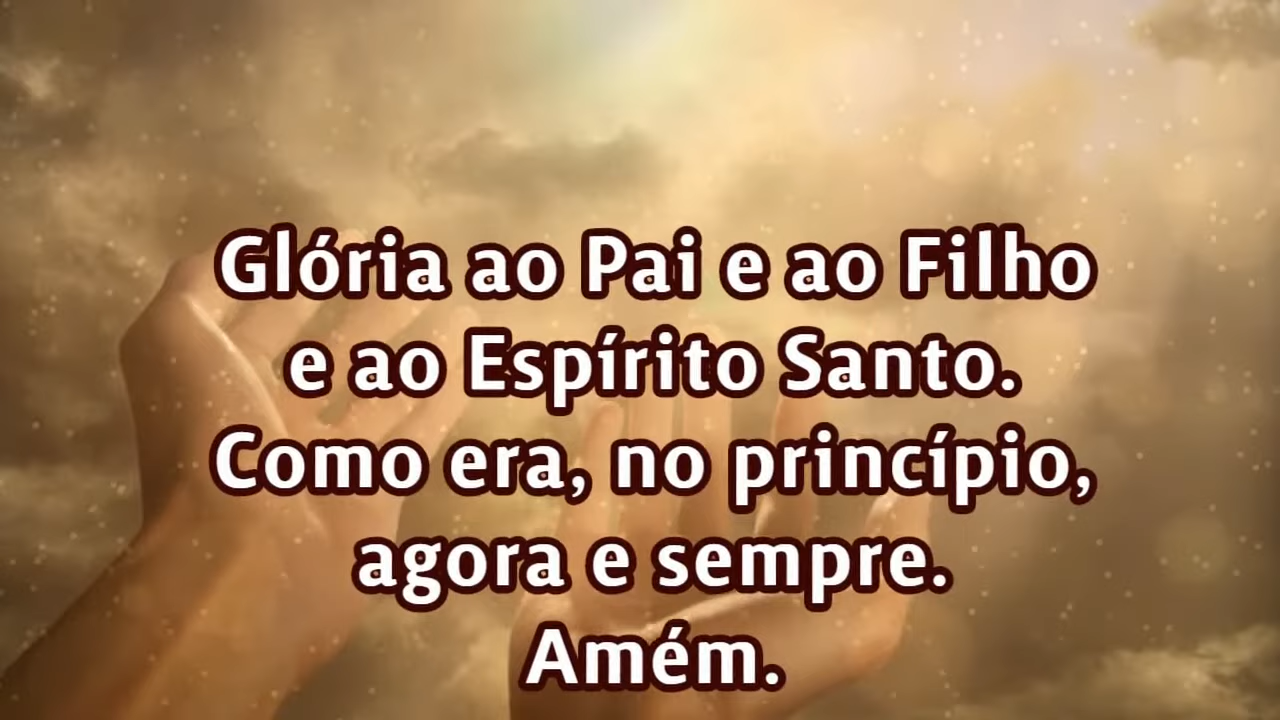 Glória ao Pai e ao Filho
e ao Espírito Santo.
Como era, no princípio,
agora e sempre.
Amém.